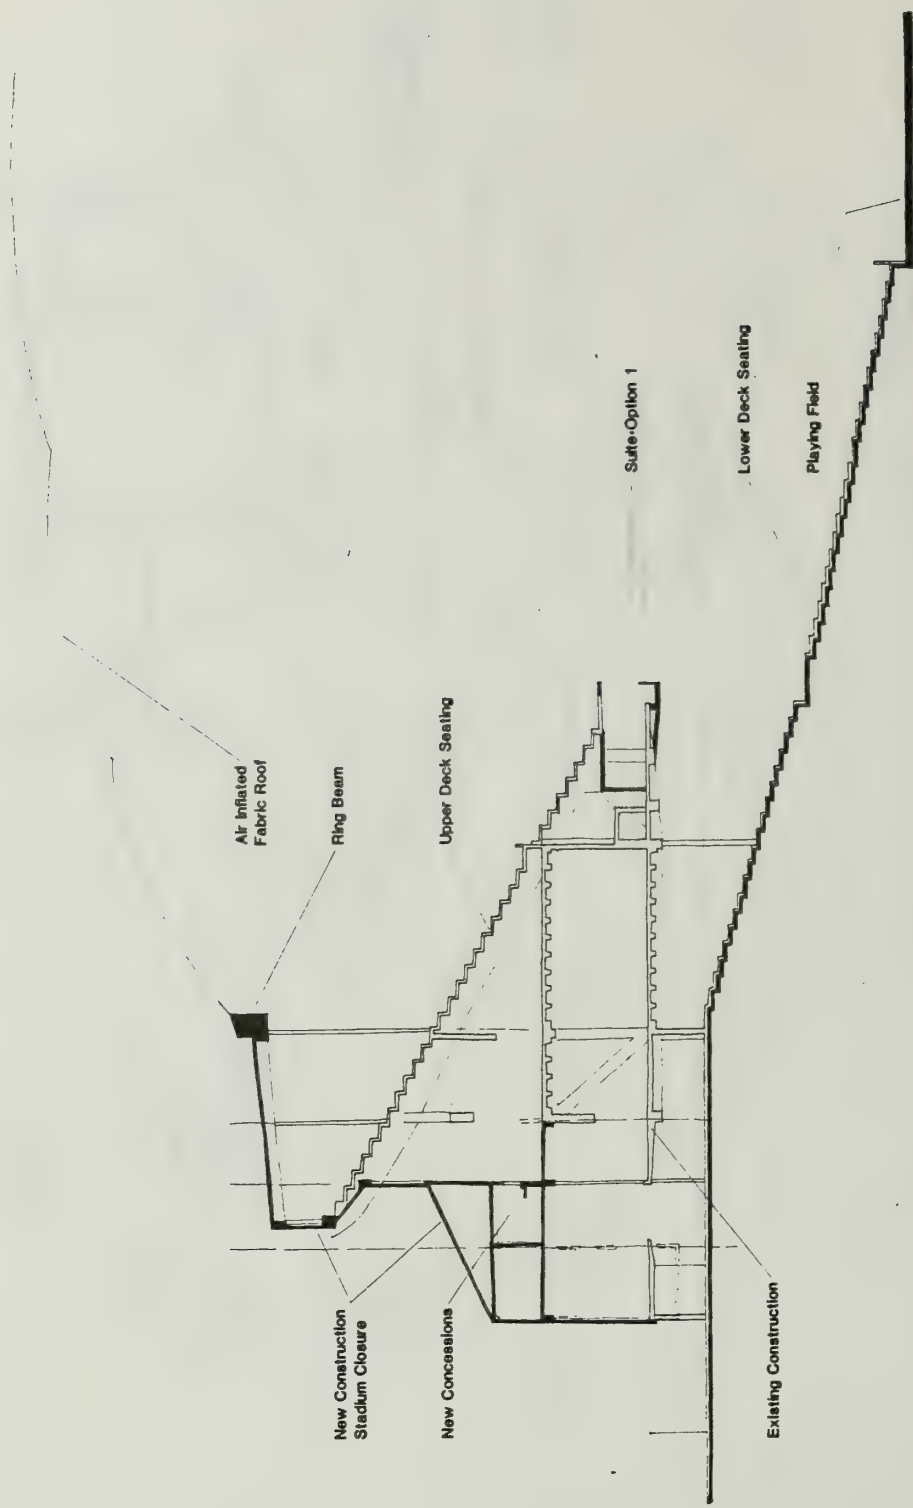 Air Inflated
Fabric Roof
Ring Beam
Upper Deck Seating
Suite•Option 1
Lower Deck Seating
Playing Field
New Construction
Stadium Closure
New Concessions
Existing Construction